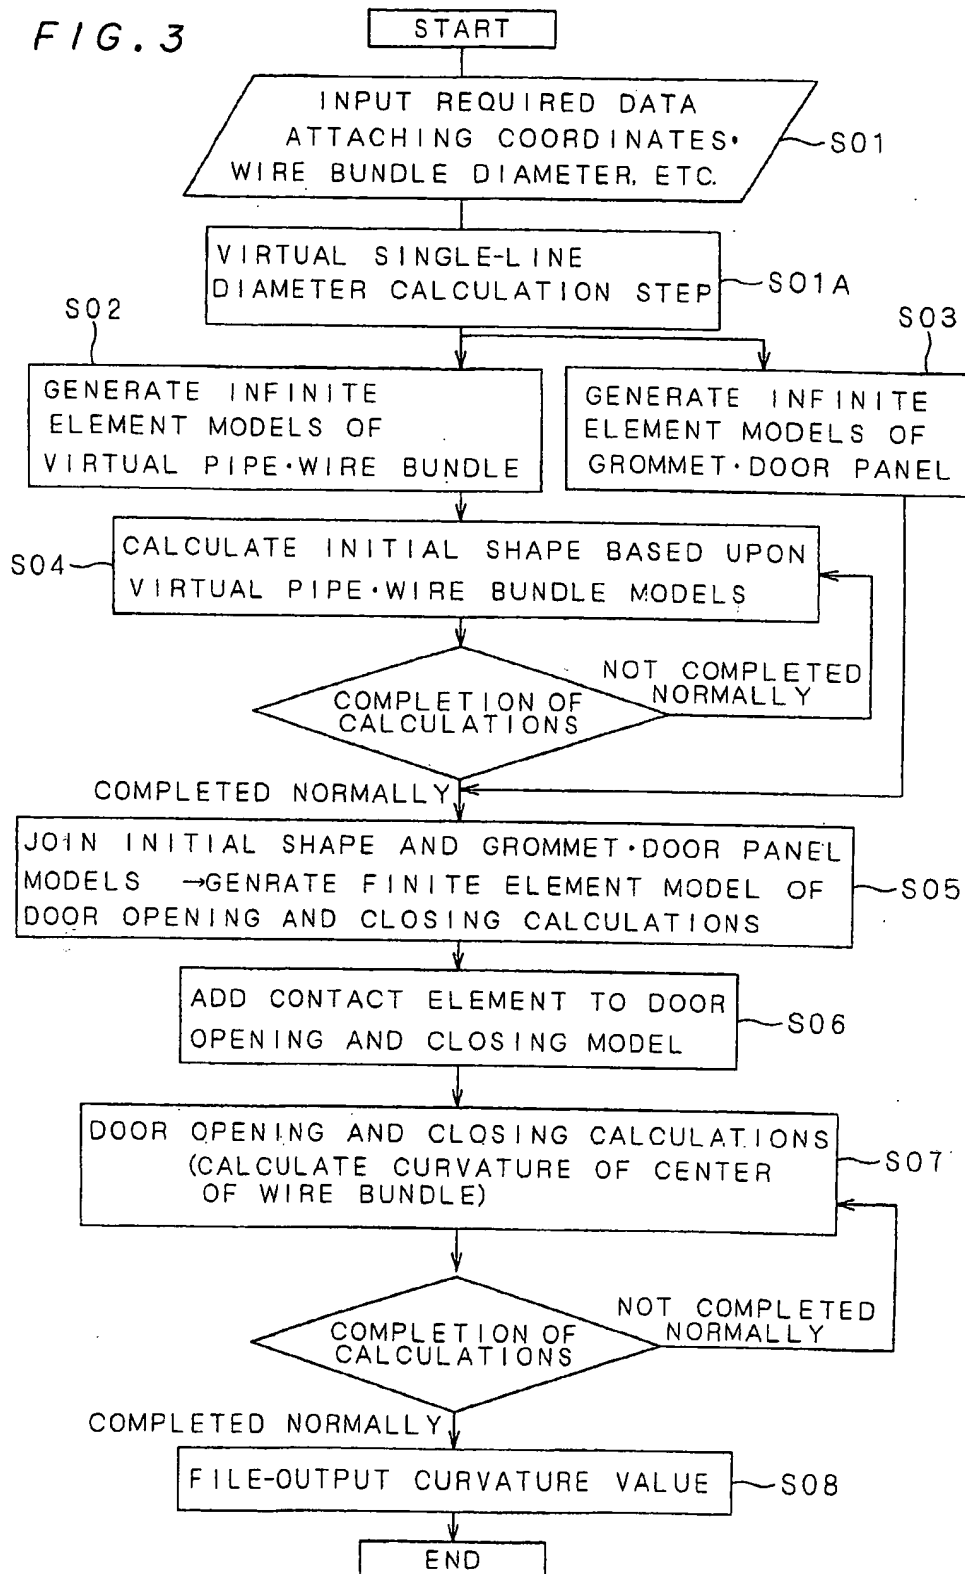 FIG.3
START
INPUT REQUIRED DATA
ATTACHING COORDINATES·
WIRE BUNDLE DIAMETER, ETC.
S01
VIRTUAL SINGLE-LINE
DIAMETER CALCULATION STEP
S01A
S02
S03
GENERATE INFINITE
ELEMENT MODELS OF
VIRTUAL PIPE·WIRE BUNDLE
GENERATE INFINITE
ELEMENT MODELS OF
GROMMET·DOOR PANEL
S04
CALCULATE INITIAL SHAPE BASED UPON
VIRTUAL PIPE·WIRE BUNDLE MODELS
COMPLETION OF
CALCULATIONS
NOT COMPLETED
NORMALLY
COMPLETED NORMALLY
JOIN INITIAL SHAPE AND GROMMET·DOOR PANEL
MODELS →GENRATE FINITE ELEMENT MODEL OF
DOOR OPENING AND CLOSING CALCULATIONS
S05
ADD CONTACT ELEMENT TO DOOR
OPENING AND CLOSING MODEL
S06
DOOR OPENING AND CLOSING CALCULATIONS
(CALCULATE CURVATURE OF CENTER
OF WIRE BUNDLE)
S07
COMPLETION OF
CALCULATIONS
NOT COMPLETED
NORMALLY
COMPLETED NORMALLY
FILE-OUTPUT CURVATURE VALUE
S08
END